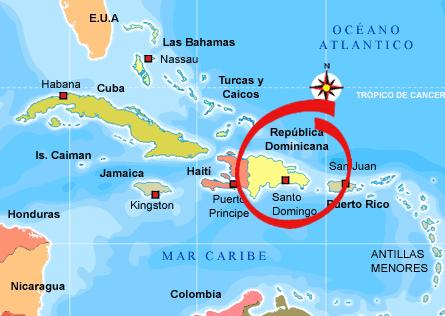 E.U.A
OCÉANO
ATLANTICO
Las Bahamas
Nassau
N
Habana
Cuba
Turcas y
Caicos
TRÓPICO DE CANCER
República
Dominicana
Is. Caiman
Jamaica
Haití
San Juan
Kingston
Puerto
Principe
Santo
Domingo
Puerto Rico
Honduras
MAR CARIBE
ANTILLAS
MENORES
Nicaragua
Colombia